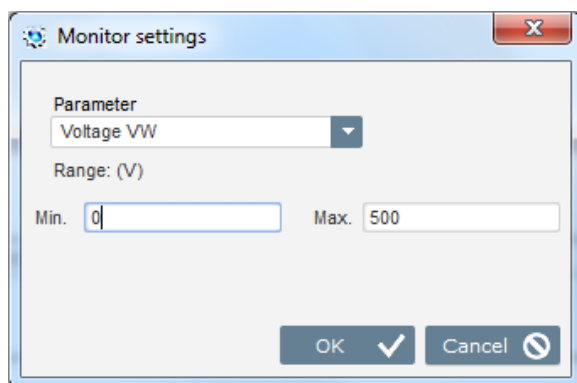 Monitor settings
Parameter
Voltage VW
Range: (V)
Min. 0 Max. 500
OK Cancel